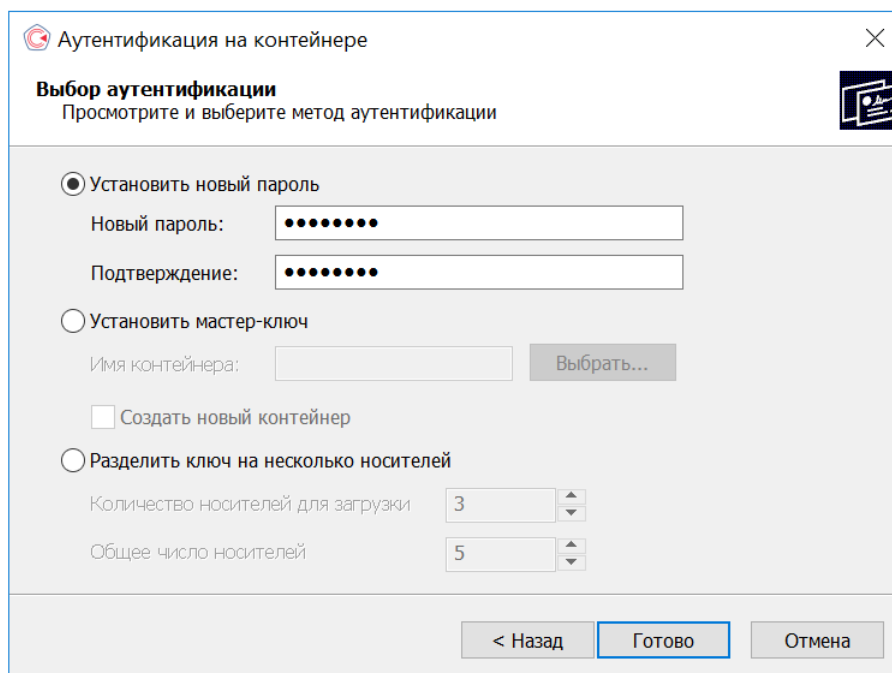 Аутентификация на контейнере
Выбор аутентификации
Просмотрите и выберите метод аутентификации
Установить новый пароль
Новый пароль: ●●●●●●●●
Подтверждение: ●●●●●●●●
Установить мастер-ключ
Имя контейнера: Выбрать...
Создать новый контейнер
Разделить ключ на несколько носителей
Количество носителей для загрузки 3
Общее число носителей 5
< Назад Готово Отмена